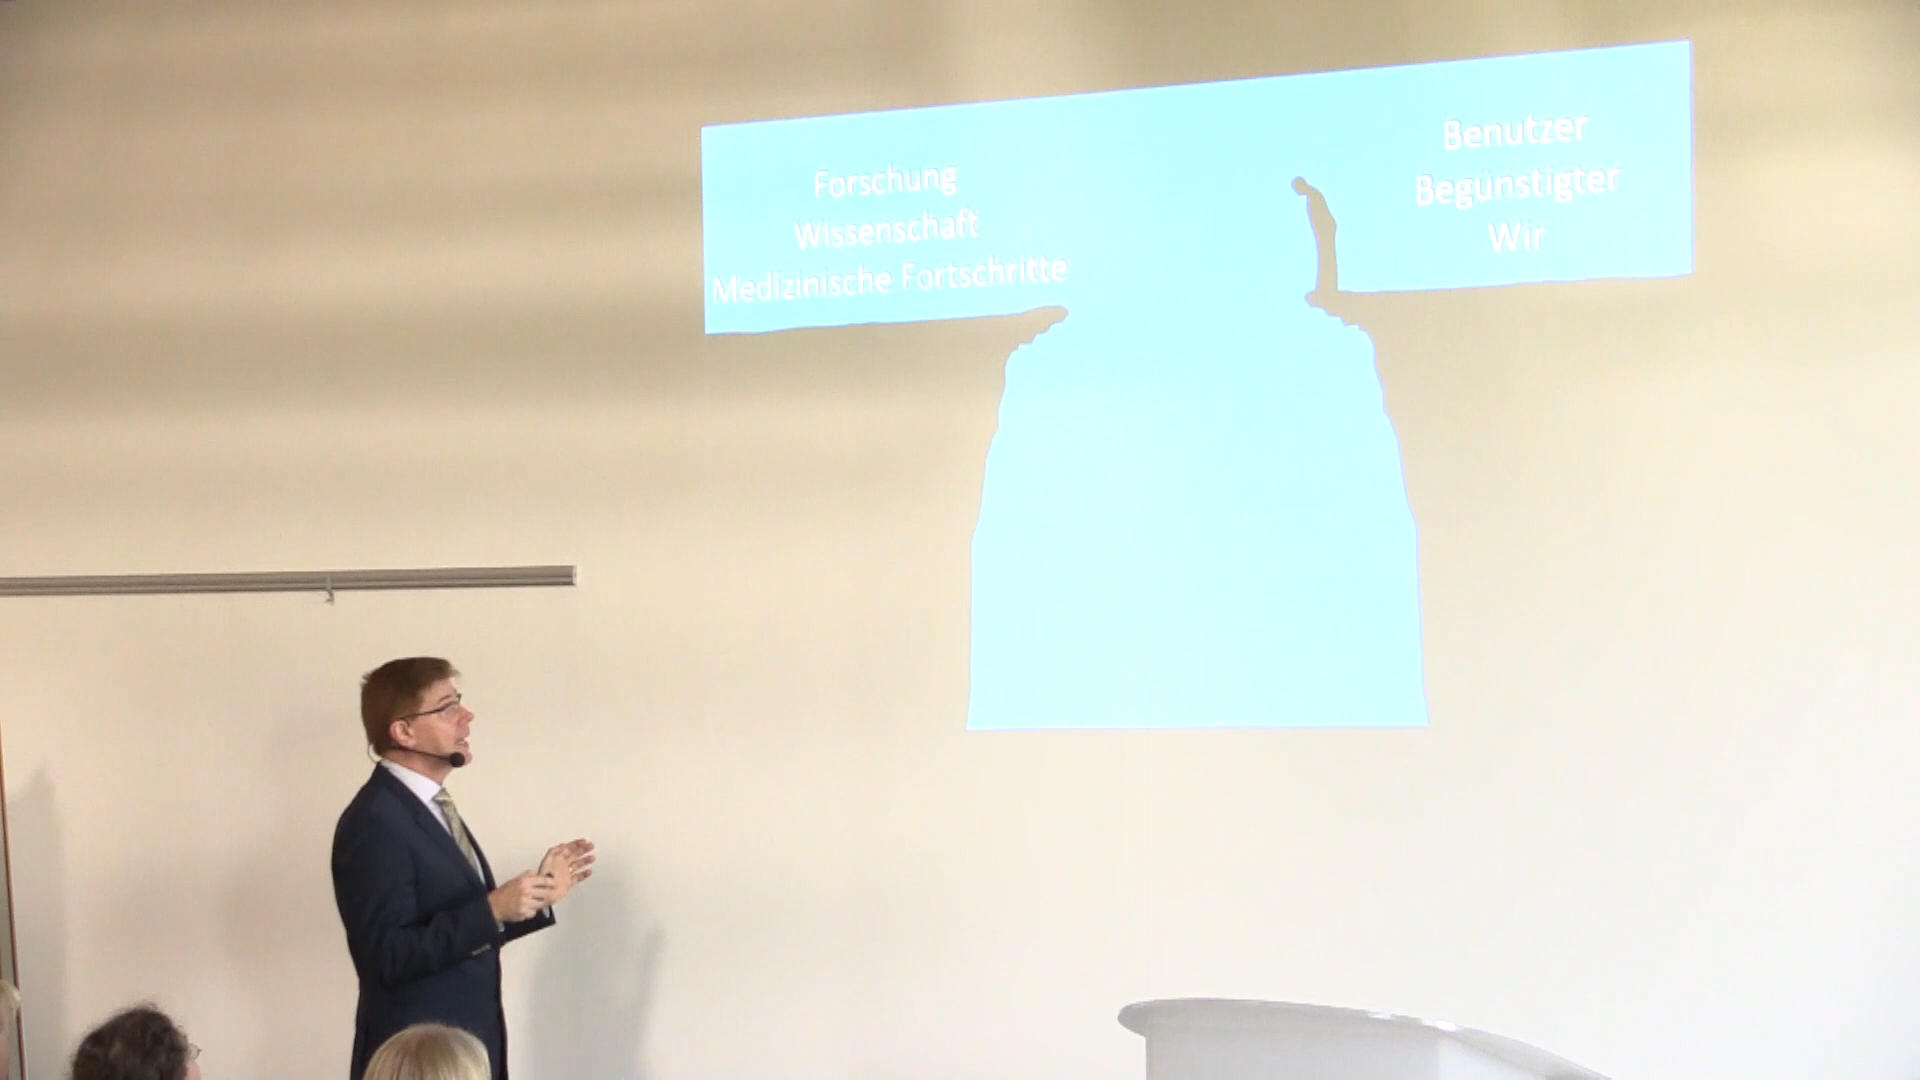 Forschung
Wissenschaft
Medizinische Fortschritte
Benutzer
Begünstigter
Wir